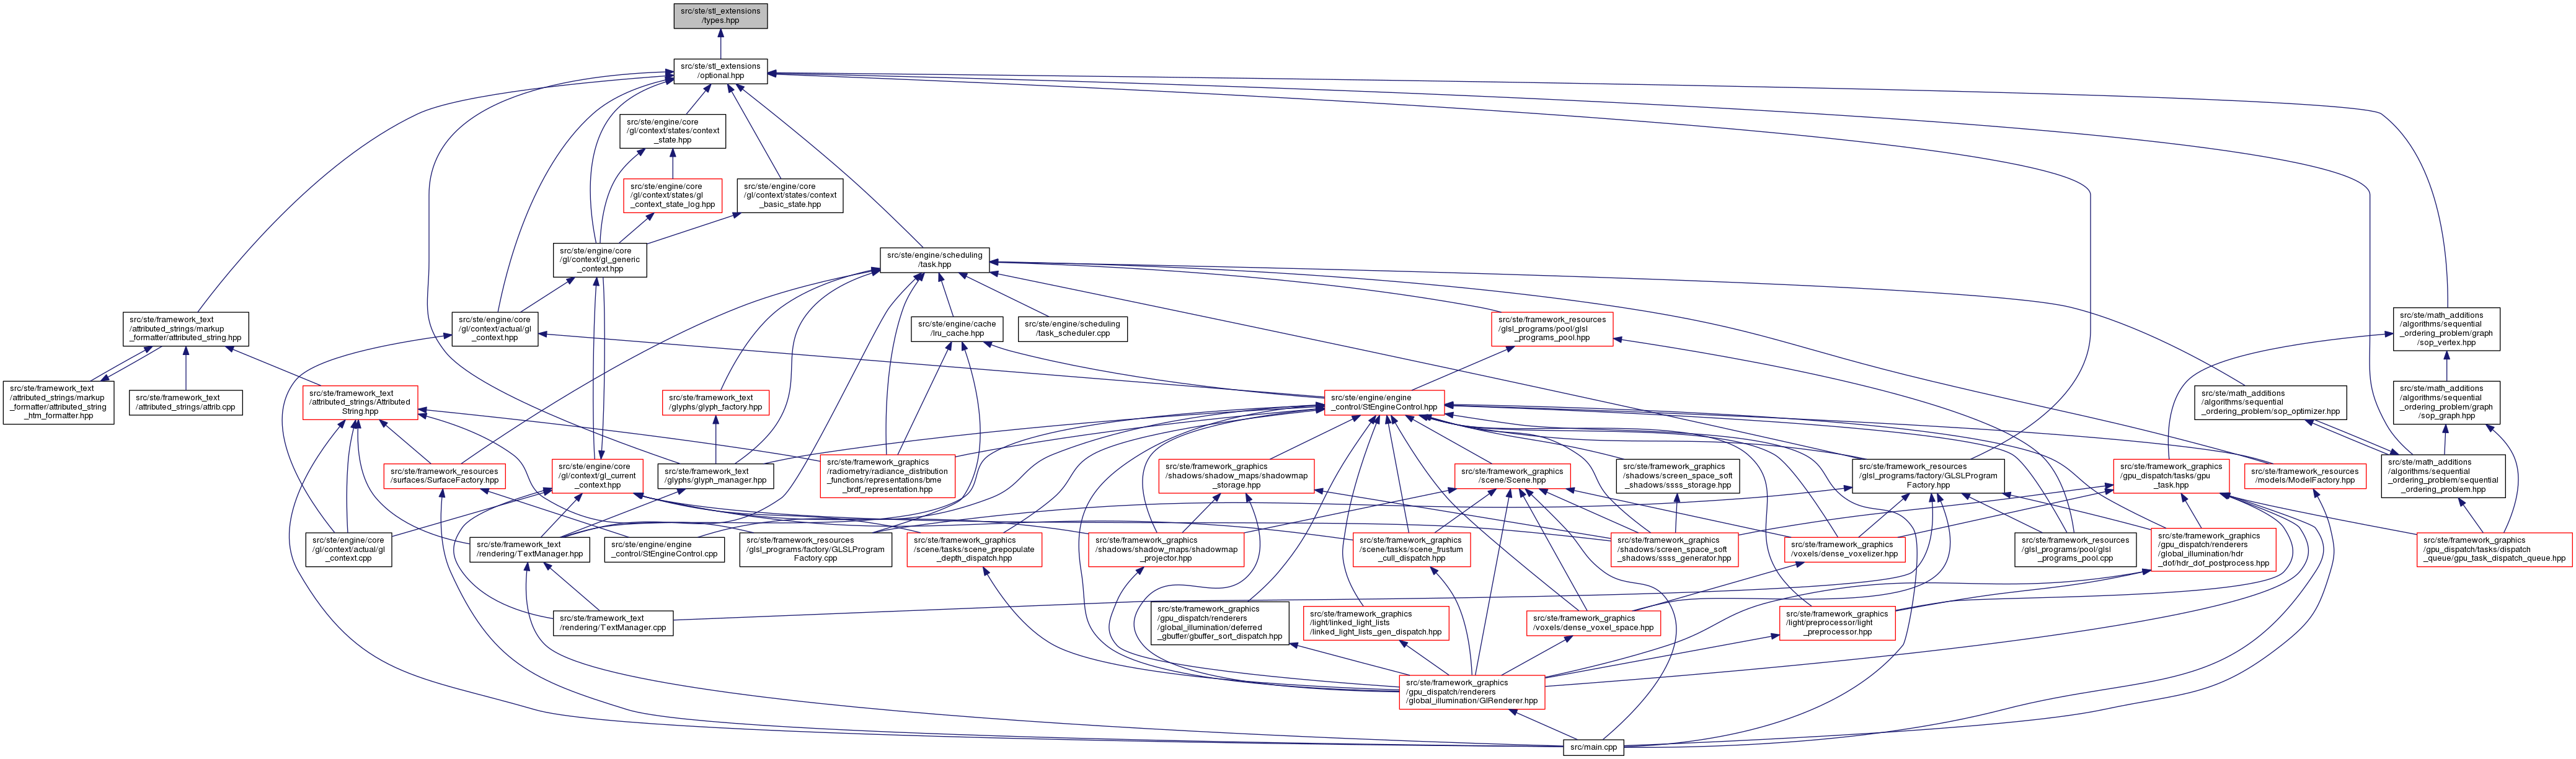 src/ste/stl_extensions
/types.hpp
src/ste/stl_extensions
/optional.hpp
src/ste/engine/core
/gl/context/states/context
_state.hpp
src/ste/engine/core
/gl/context/states/gl
_context_state_log.hpp
src/ste/engine/core
/gl/context/states/context
_basic_state.hpp
src/ste/engine/core
/gl/context/gl_generic
_context.hpp
src/ste/engine/scheduling
/task.hpp
src/ste/framework_text
/attributed_strings/markup
_formatter/attributed_string.hpp
src/ste/engine/core
/gl/context/actual/gl
_context.hpp
src/ste/engine/cache
/lru_cache.hpp
src/ste/engine/scheduling
/task_scheduler.cpp
src/ste/framework_resources
/glsl_programs/pool/glsl
_programs_pool.hpp
src/ste/math_additions
/algorithms/sequential
_ordering_problem/graph
/sop_vertex.hpp
src/ste/framework_text
/attributed_strings/markup
_formatter/attributed_string
_htm_formatter.hpp
src/ste/framework_text
/attributed_strings/attrib.cpp
src/ste/framework_text
/attributed_strings/Attributed
String.hpp
src/ste/framework_text
/glyphs/glyph_factory.hpp
src/ste/engine/engine
_control/StEngineControl.hpp
src/ste/math_additions
/algorithms/sequential
_ordering_problem/sop_optimizer.hpp
src/ste/math_additions
/algorithms/sequential
_ordering_problem/graph
/sop_graph.hpp
src/ste/framework_resources
/surfaces/SurfaceFactory.hpp
src/ste/engine/core
/gl/context/gl_current
_context.hpp
src/ste/framework_text
/glyphs/glyph_manager.hpp
src/ste/framework_graphics
/radiometry/radiance_distribution
_functions/representations/bme
_brdf_representation.hpp
src/ste/framework_graphics
/shadows/shadow_maps/shadowmap
_storage.hpp
src/ste/framework_graphics
/scene/Scene.hpp
src/ste/framework_graphics
/shadows/screen_space_soft
_shadows/ssss_storage.hpp
src/ste/framework_resources
/glsl_programs/factory/GLSLProgram
Factory.hpp
src/ste/framework_graphics
/gpu_dispatch/tasks/gpu
_task.hpp
src/ste/framework_resources
/models/ModelFactory.hpp
src/ste/math_additions
/algorithms/sequential
_ordering_problem/sequential
_ordering_problem.hpp
src/ste/engine/core
/gl/context/actual/gl
_context.cpp
src/ste/framework_text
/rendering/TextManager.hpp
src/ste/engine/engine
_control/StEngineControl.cpp
src/ste/framework_resources
/glsl_programs/factory/GLSLProgram
Factory.cpp
src/ste/framework_graphics
/scene/tasks/scene_prepopulate
_depth_dispatch.hpp
src/ste/framework_graphics
/shadows/shadow_maps/shadowmap
_projector.hpp
src/ste/framework_graphics
/scene/tasks/scene_frustum
_cull_dispatch.hpp
src/ste/framework_graphics
/shadows/screen_space_soft
_shadows/ssss_generator.hpp
src/ste/framework_graphics
/voxels/dense_voxelizer.hpp
src/ste/framework_resources
/glsl_programs/pool/glsl
_programs_pool.cpp
src/ste/framework_graphics
/gpu_dispatch/renderers
/global_illumination/hdr
_dof/hdr_dof_postprocess.hpp
src/ste/framework_graphics
/gpu_dispatch/tasks/dispatch
_queue/gpu_task_dispatch_queue.hpp
src/ste/framework_text
/rendering/TextManager.cpp
src/ste/framework_graphics
/gpu_dispatch/renderers
/global_illumination/deferred
_gbuffer/gbuffer_sort_dispatch.hpp
src/ste/framework_graphics
/light/linked_light_lists
/linked_light_lists_gen_dispatch.hpp
src/ste/framework_graphics
/voxels/dense_voxel_space.hpp
src/ste/framework_graphics
/light/preprocessor/light
_preprocessor.hpp
src/ste/framework_graphics
/gpu_dispatch/renderers
/global_illumination/GIRenderer.hpp
src/main.cpp